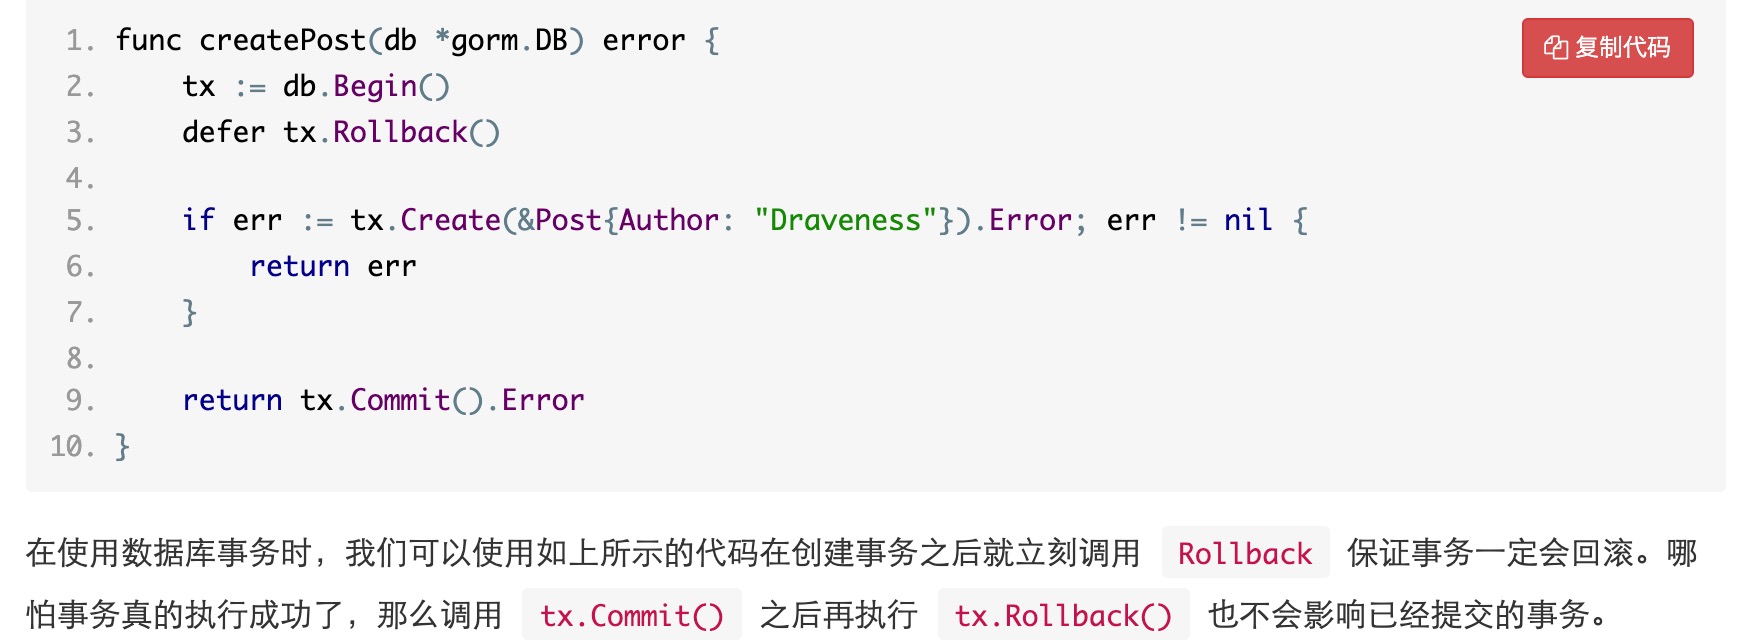 1. func createPost(db *gorm.DB) error {
复制代码
2.     tx := db.Begin()
3.     defer tx.Rollback()
4.
5.     if err := tx.Create(&Post{Author: "Draveness"}).Error; err != nil {
6.         return err
7.     }
8.
9.     return tx.Commit().Error
10. }
在使用数据库事务时，我们可以使用如上所示的代码在创建事务之后就立刻调用 Rollback 保证事务一定会回滚。哪
怕事务真的执行成功了，那么调用 tx.Commit() 之后再执行 tx.Rollback() 也不会影响已经提交的事务。